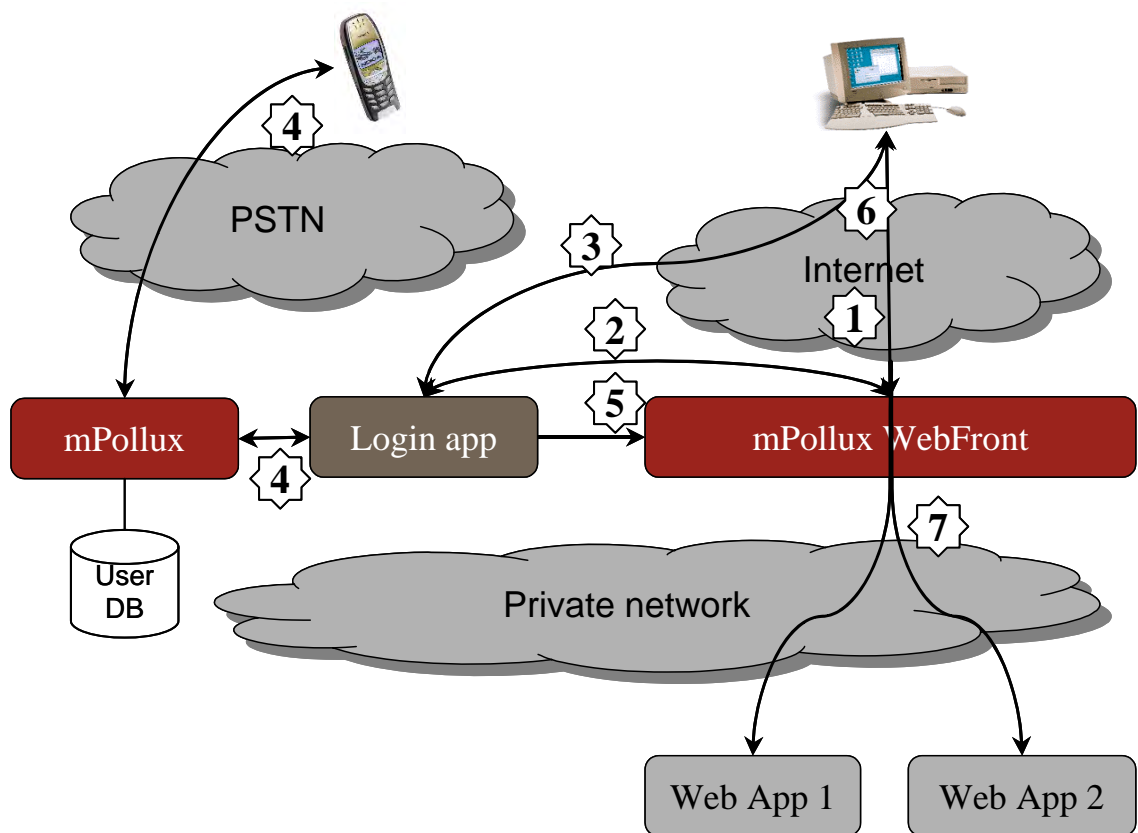 4
PSTN
6
3
Internet
1
2
5
mPollux
Login app
mPollux WebFront
4
7
User
DB
Private network
Web App 1
Web App 2